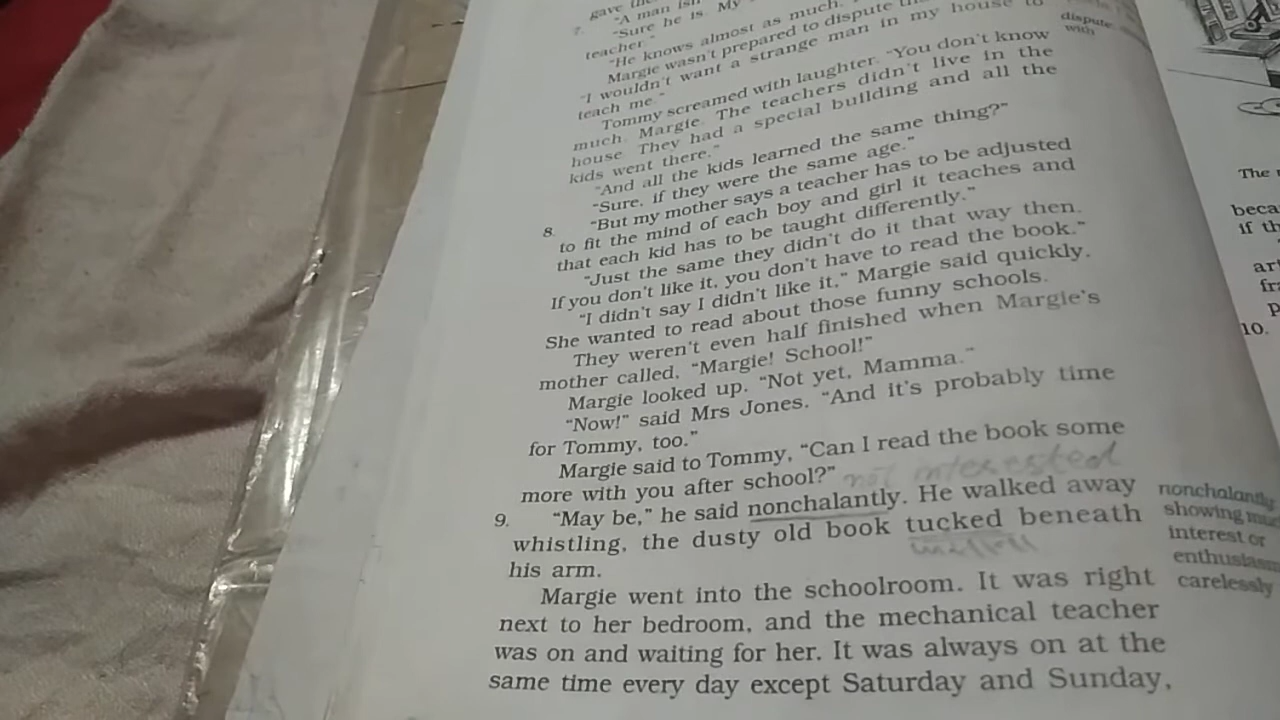 gave
7. "A man
"Sure he is. My
teacher."
"He knows almost as much.
Margie wasn't prepared to dispute
"I wouldn't want a strange man in my house to
teach me."
dispute
with
Tommy screamed with laughter. "You don't know
much, Margie. The teachers didn't live in the
house. They had a special building and all the
kids went there."
"And all the kids learned the same thing?"
"Sure, if they were the same age."
8. "But my mother says a teacher has to be adjusted
to fit the mind of each boy and girl it teaches and
that each kid has to be taught differently."
"Just the same they didn't do it that way then.
If you don't like it, you don't have to read the book."
"I didn't say I didn't like it," Margie said quickly.
She wanted to read about those funny schools.
They weren't even half finished when Margie's
mother called, "Margie! School!"
Margie looked up. "Not yet, Mamma."
"Now!" said Mrs Jones. "And it's probably time
for Tommy, too."
Margie said to Tommy, "Can I read the book some
more with you after school?"
not interested
9. "May be," he said nonchalantly. He walked away
whistling, the dusty old book tucked beneath
his arm.
nonchalantly
showing
interest or
enthusiasm
carelessly
Margie went into the schoolroom. It was right
next to her bedroom, and the mechanical teacher
was on and waiting for her. It was always on at the
same time every day except Saturday and Sunday,
The
if th
10.